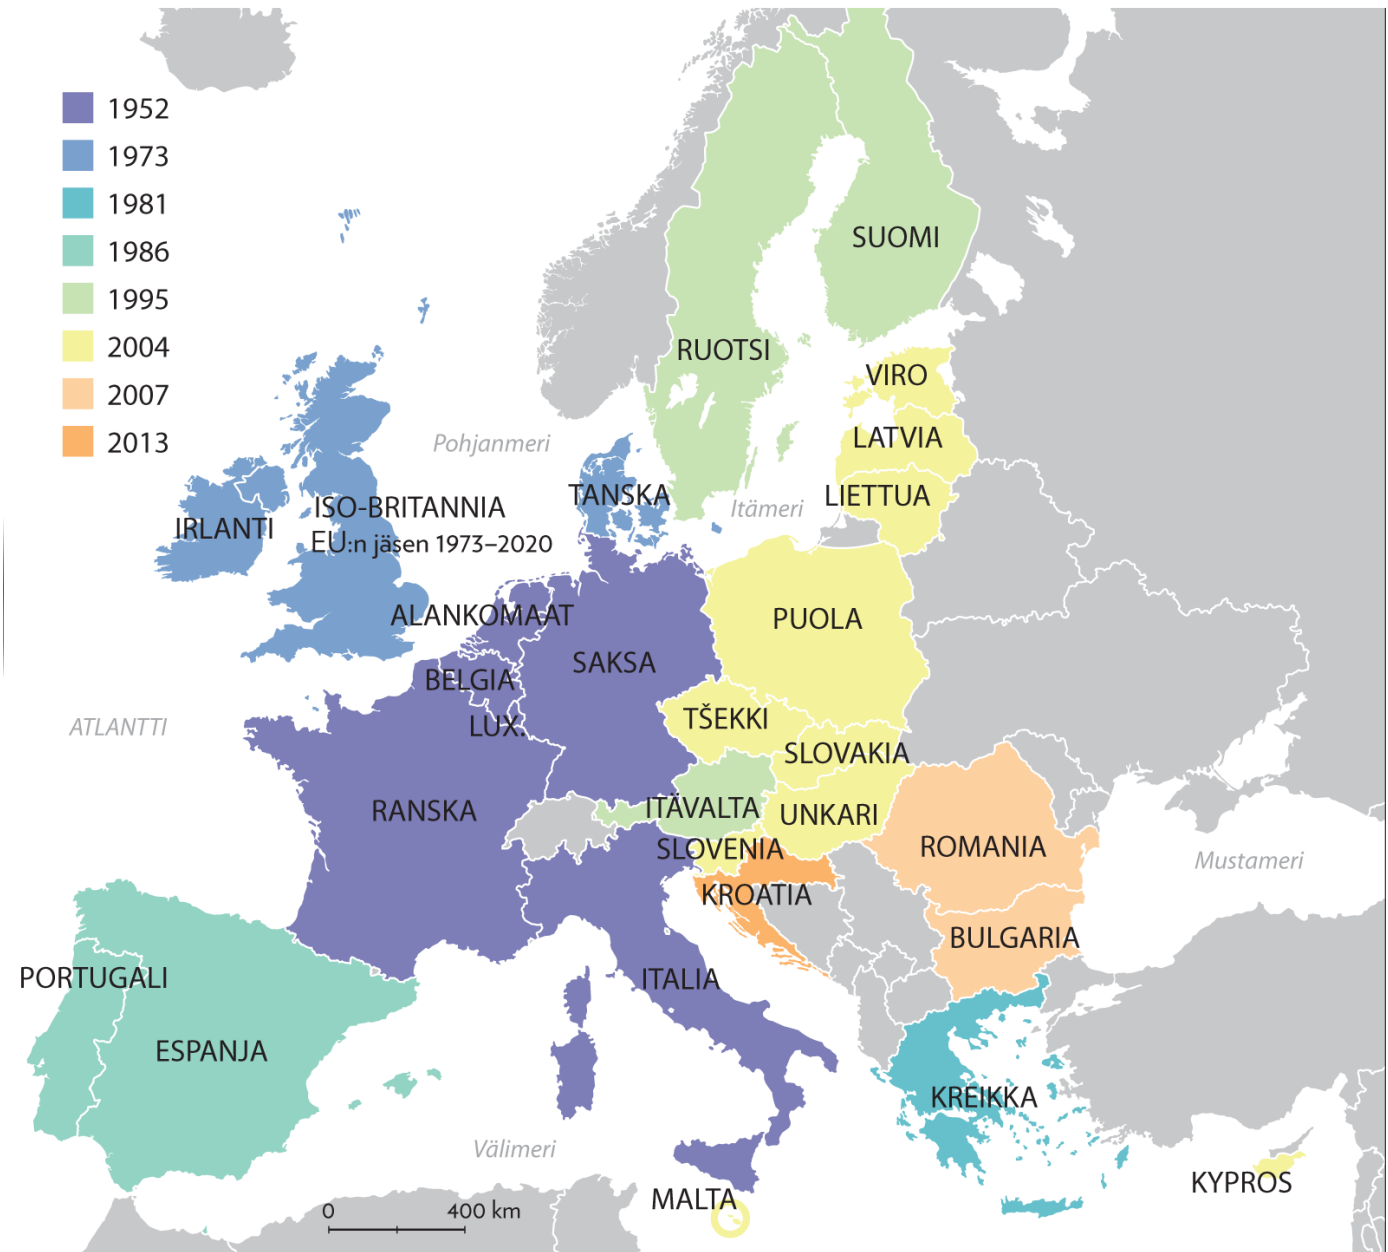 1952
1973
1981
1986
1995
2004
2007
2013
SUOMI
RUOTSI
VIRO
LATVIA
LIETTUA
Pohjanmeri
TANSKA
Itämeri
ISO-BRITANNIA
EU:n jäsen 1973–2020
IRLANTI
ALANKOMAAT
PUOLA
SAKSA
BELGIA
LUX.
TŠEKKI
ATLANTTI
SLOVAKIA
RANSKA
ITÄVALTA
UNKARI
SLOVENIA
ROMANIA
Mustameri
KROATIA
BULGARIA
PORTUGALI
ITALIA
ESPANJA
KREIKKA
Välimeri
KYPROS
MALTA
0 400 km